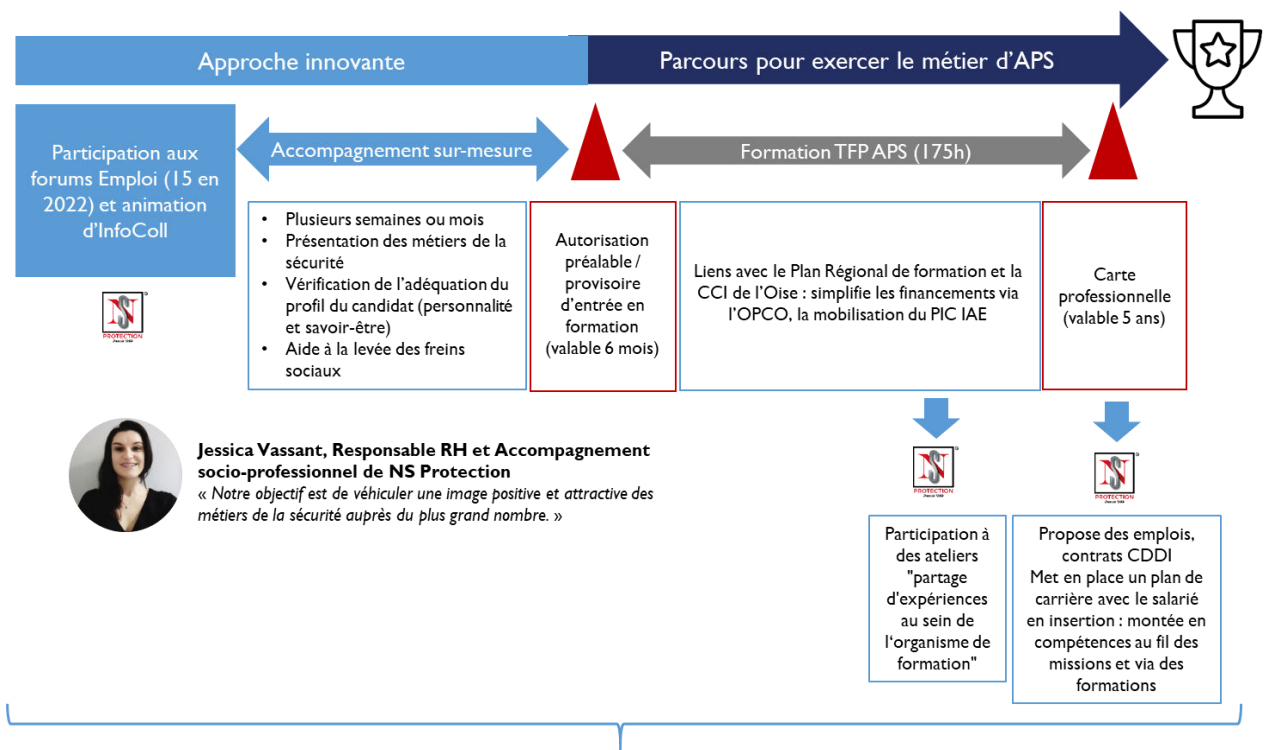 Approche innovante
Parcours pour exercer le métier d’APS
Participation aux
forums Emploi (15 en
2022) et animation
d’InfoColl
Accompagnement sur-mesure
Formation TFP APS (175h)
• Plusieurs semaines ou mois
• Présentation des métiers de la
sécurité
• Vérification de l’adéquation du
profil du candidat (personnalité
et savoir-être)
• Aide à la levée des freins
sociaux
Autorisation
préalable /
provisoire
d’entrée en
formation
(valable 6 mois)
Liens avec le Plan Régional de formation et la
CCI de l’Oise : simplifie les financements via
l’OPCO, la mobilisation du PIC IAE
Carte
professionnelle
(valable 5 ans)
NS
PROTECTION
Jessica Vassant, Responsable RH et Accompagnement
socio-professionnel de NS Protection
« Notre objectif est de véhiculer une image positive et attractive des
métiers de la sécurité auprès du plus grand nombre. »
NS
PROTECTION
NS
PROTECTION
Participation à
des ateliers
"partage
d'expériences
au sein de
l‘organisme de
formation"
Propose des emplois,
contrats CDDI
Met en place un plan de
carrière avec le salarié
en insertion : montée en
compétences au fil des
missions et via des
formations